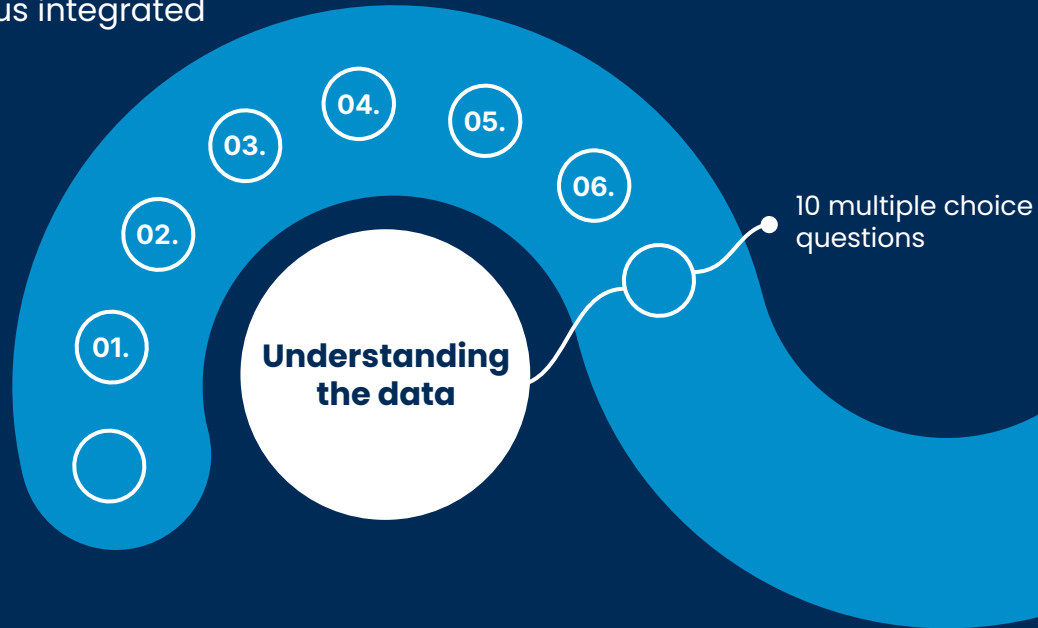 us integrated
04.
05.
03.
06.
02.
10 multiple choice
questions
01.
Understanding
the data